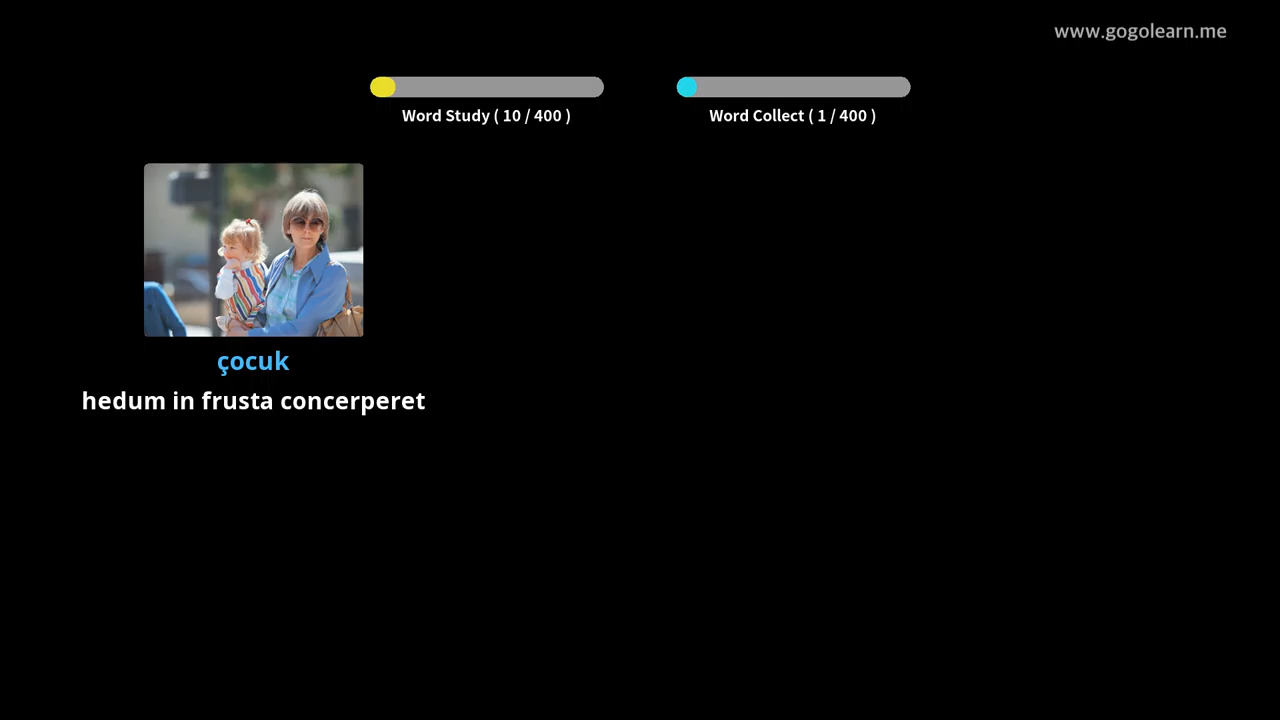 www.gogolearn.me
Word Study ( 10 / 400 )
Word Collect ( 1 / 400 )
çocuk
hedum in frusta concerperet